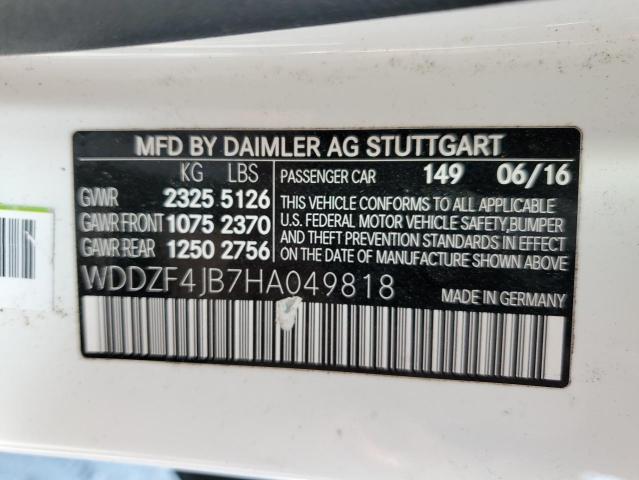 MFD BY DAIMLER AG STUTTGART
KG LBS
GVWR 2325 5126
GAWR FRONT 1075 2370
GAWR REAR 1250 2756
PASSENGER CAR 149 06/16
THIS VEHICLE CONFORMS TO ALL APPLICABLE
U.S. FEDERAL MOTOR VEHICLE SAFETY, BUMPER
AND THEFT PREVENTION STANDARDS IN EFFECT
ON THE DATE OF MANUFACTURE SHOWN ABOVE.
WDDZF4JB7HA049818
MADE IN GERMANY